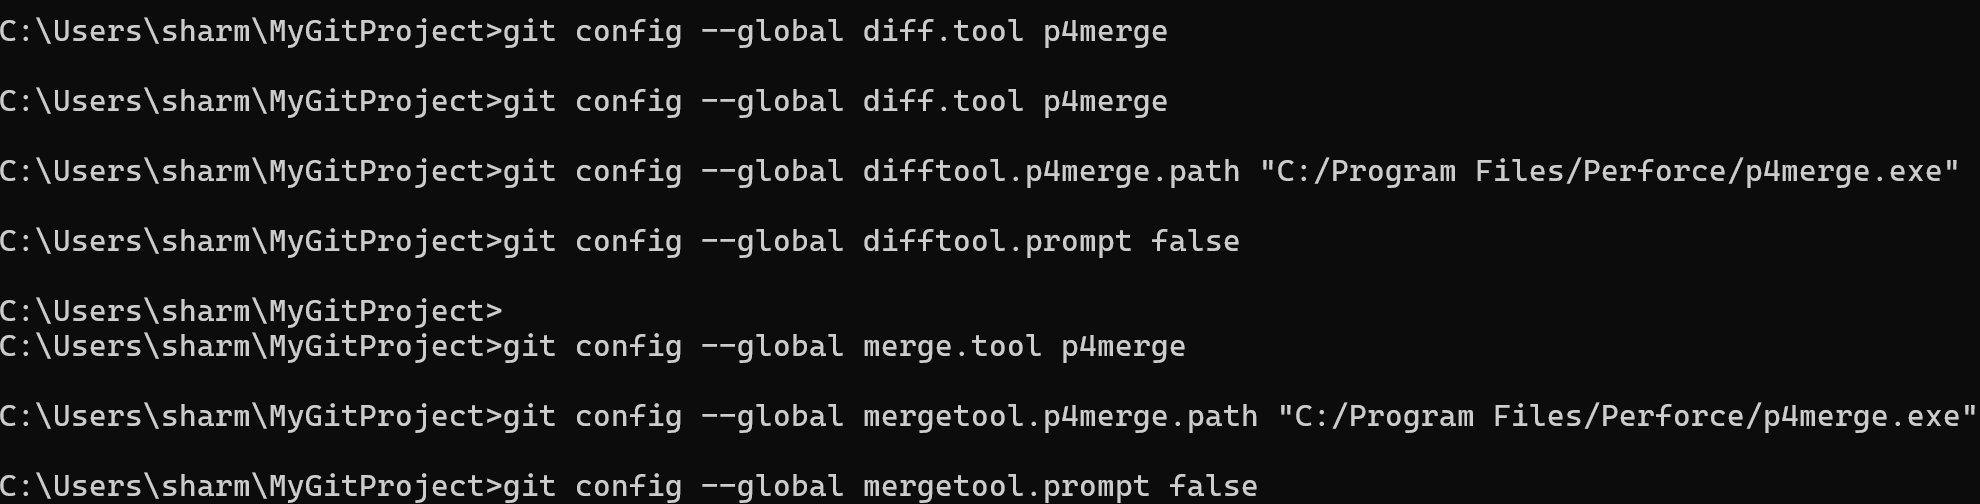 C:\Users\sharm\MyGitProject>git config --global diff.tool p4merge
C:\Users\sharm\MyGitProject>git config --global diff.tool p4merge
C:\Users\sharm\MyGitProject>git config --global difftool.p4merge.path "C:/Program Files/Perforce/p4merge.exe"
C:\Users\sharm\MyGitProject>git config --global difftool.prompt false
C:\Users\sharm\MyGitProject>
C:\Users\sharm\MyGitProject>git config --global merge.tool p4merge
C:\Users\sharm\MyGitProject>git config --global mergetool.p4merge.path "C:/Program Files/Perforce/p4merge.exe"
C:\Users\sharm\MyGitProject>git config --global mergetool.prompt false